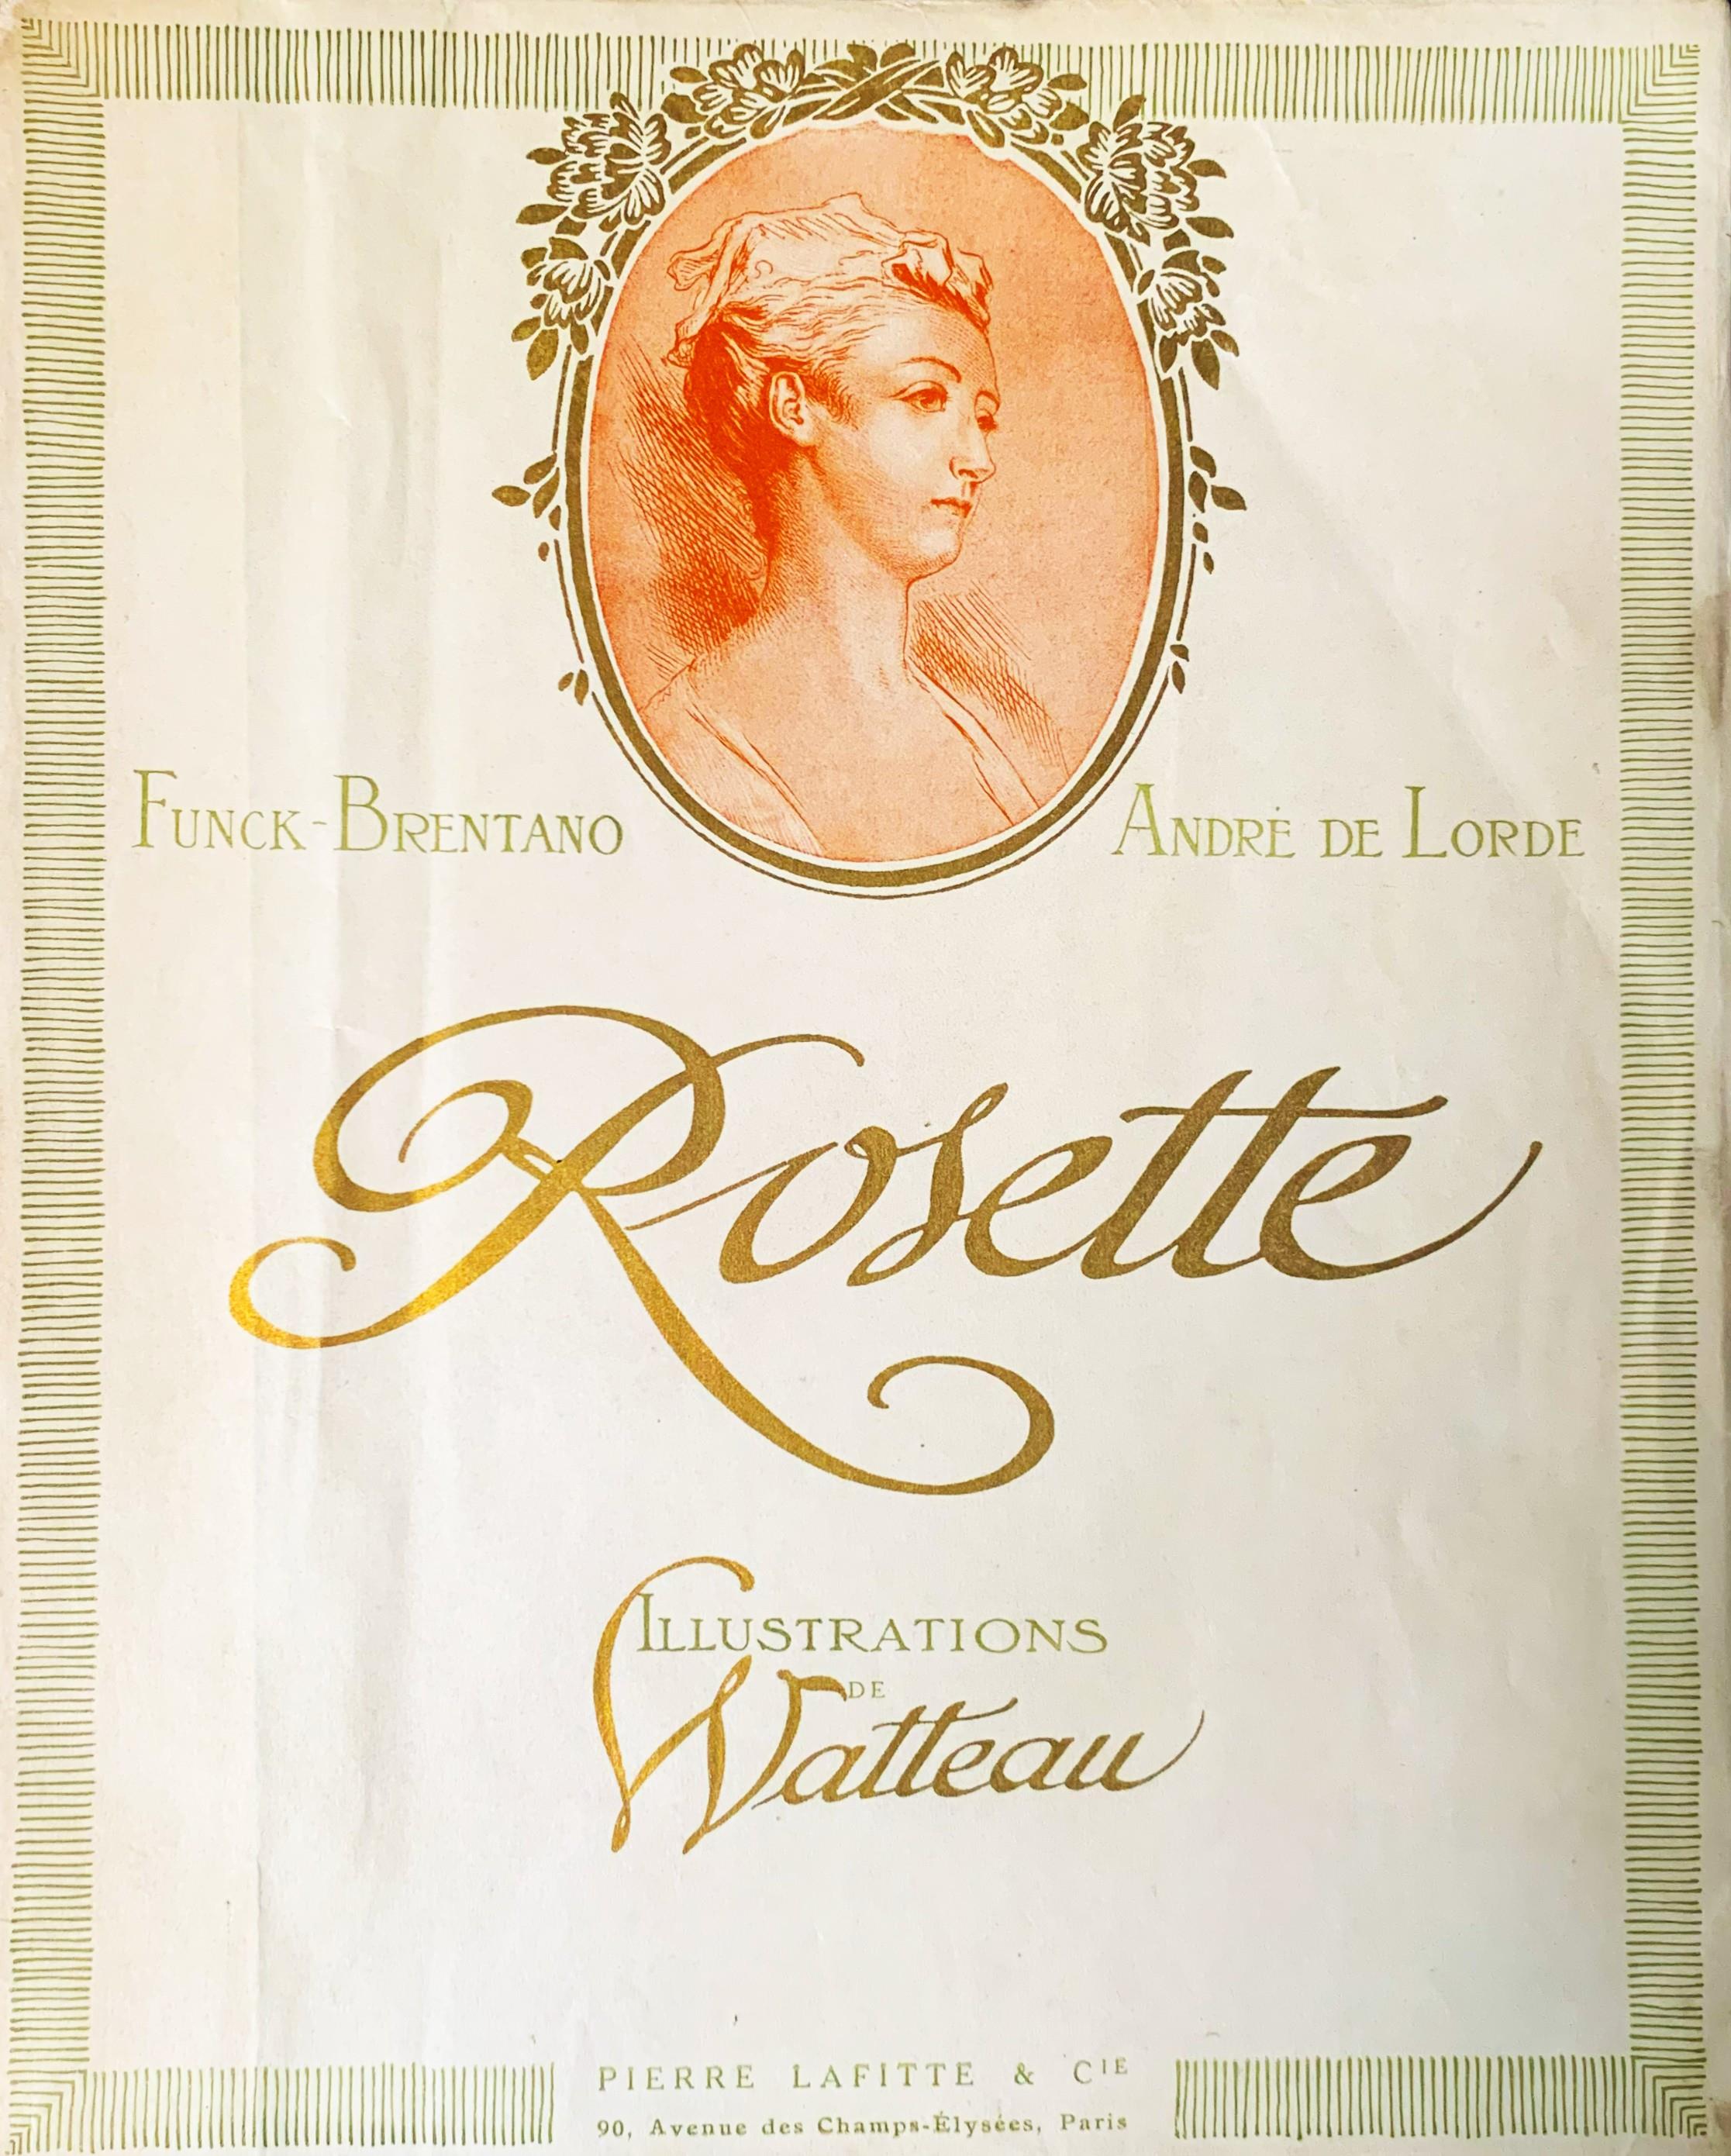 FUNCK-BRENTANO
ANDRÉ DE LORDE
Rosette
ILLUSTRATIONS
DE
Watteau
PIERRE LAFITTE & CIE
90, Avenue des Champs-Élysées, Paris